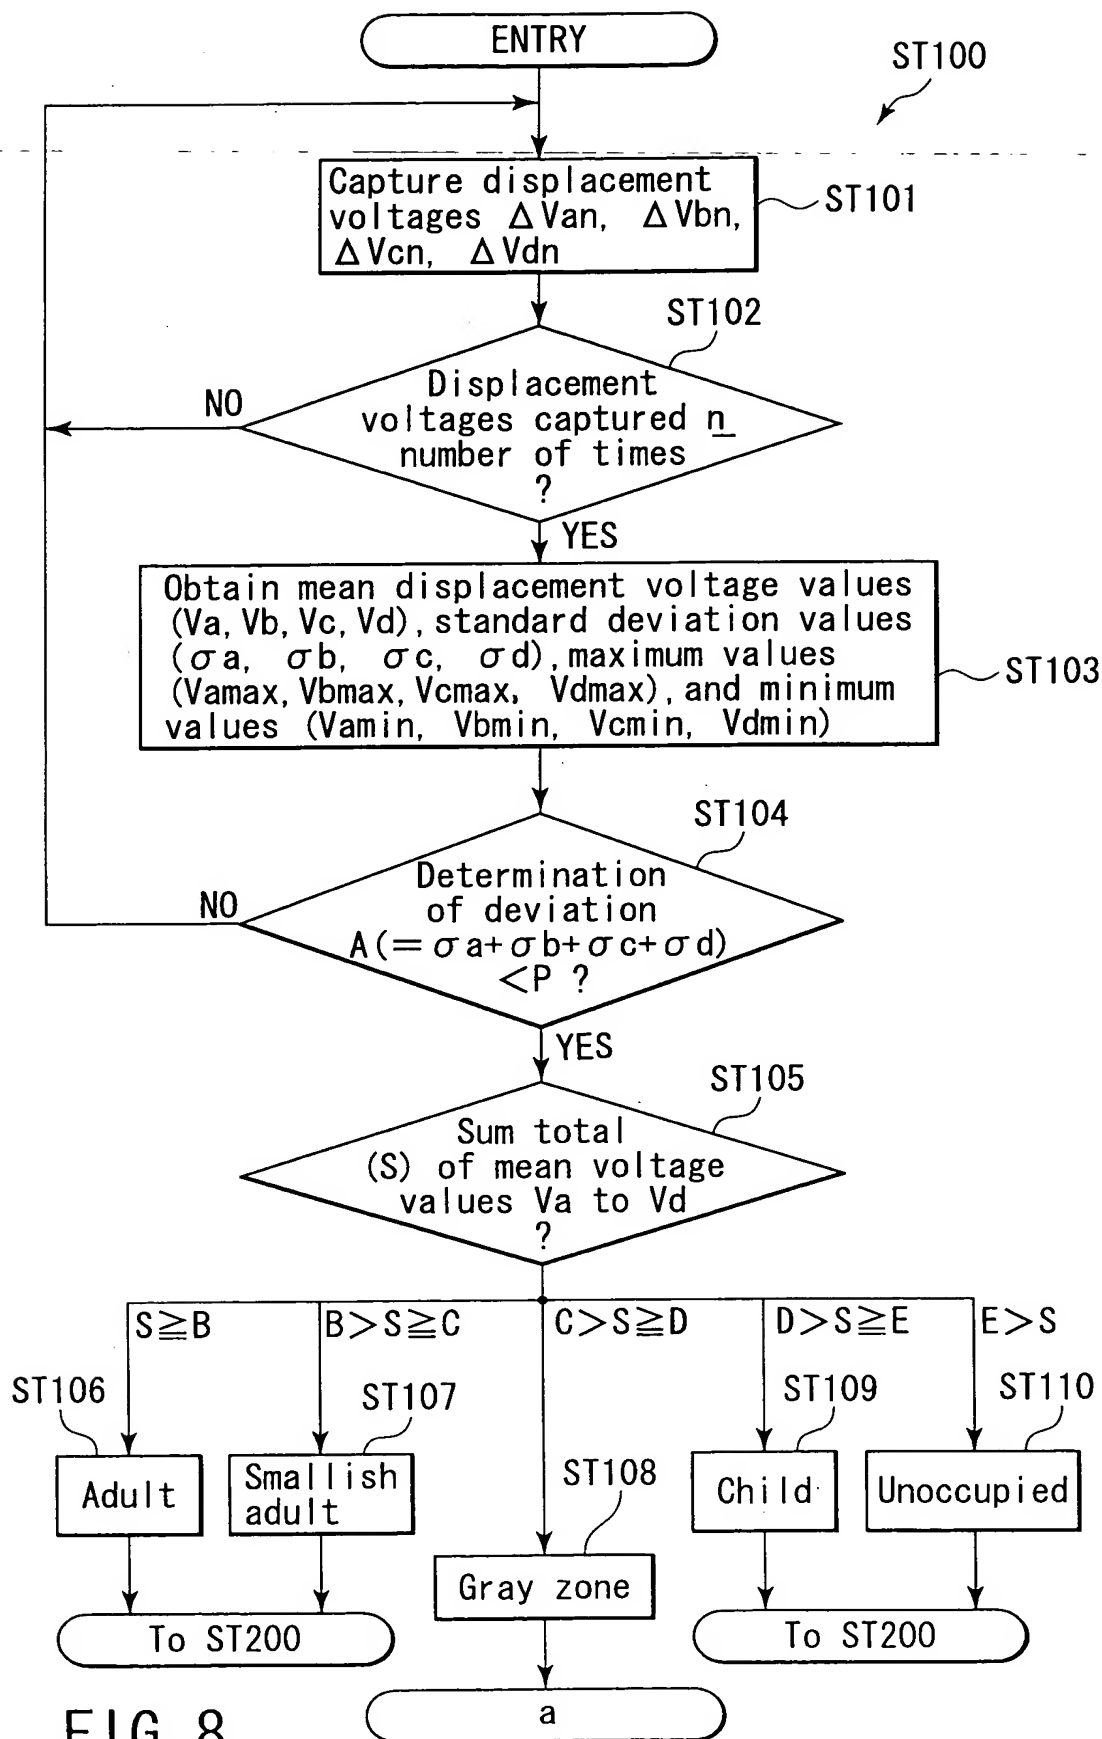 ENTRY
ST100
Capture displacement
voltages ΔVan, ΔVbn,
ΔVcn, ΔVdn
ST101
ST102
Displacement
voltages captured n
number of times
?
NO
YES
Obtain mean displacement voltage values
(Va, Vb, Vc, Vd), standard deviation values
(σa, σb, σc, σd), maximum values
(Vamax, Vbmax, Vcmax, Vdmax), and minimum
values (Vamin, Vbmin, Vcmin, Vdmin)
ST103
ST104
Determination
of deviation
A(=σa+σb+σc+σd)
<P ?
NO
YES
ST105
Sum total
(S) of mean voltage
values Va to Vd
?
S≧B
B>S≧C
C>S≧D
D>S≧E
E>S
ST106
ST107
ST108
ST109
ST110
Adult
Smallish
adult
Gray zone
Child
Unoccupied
To ST200
To ST200
a
FIG. 8